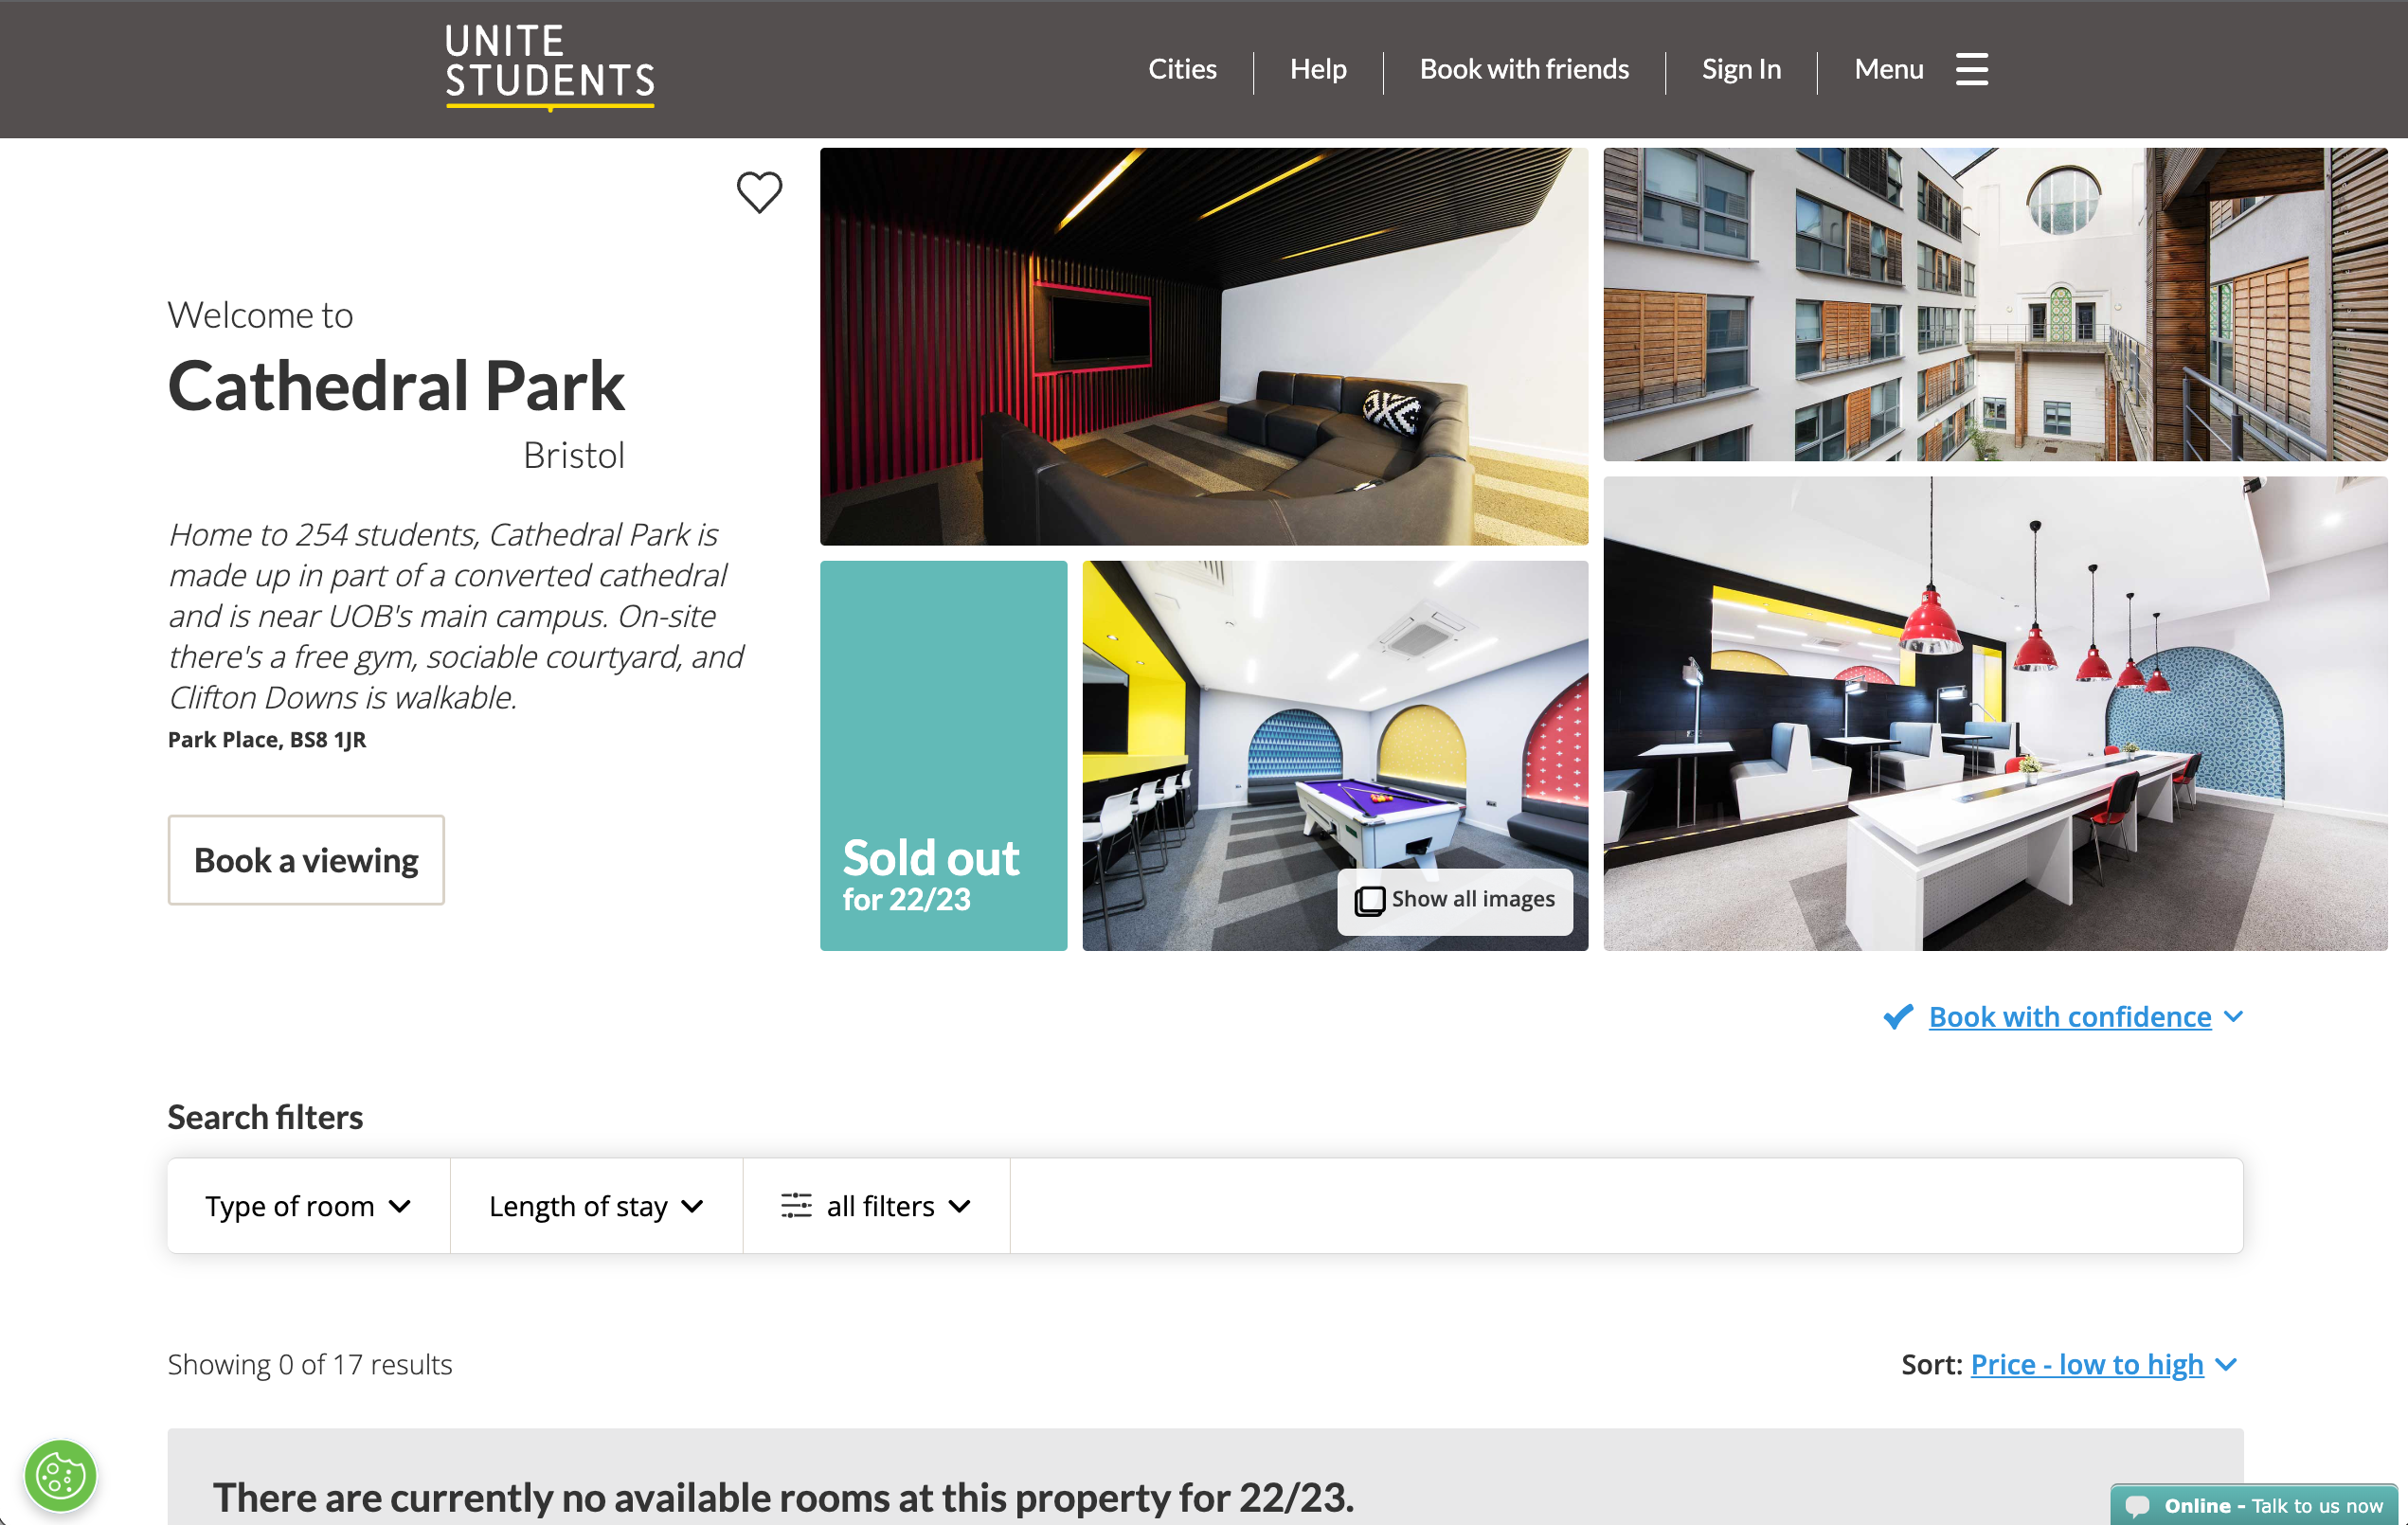 UNITE
STUDENTS
Cities
Help
Book with friends
Sign In
Menu
Welcome to
Cathedral Park
Bristol
Home to 254 students, Cathedral Park is
made up in part of a converted cathedral
and is near UOB's main campus. On-site
there's a free gym, sociable courtyard, and
Clifton Downs is walkable.
Park Place, BS8 1JR
Book a viewing
Sold out
for 22/23
Show all images
Book with confidence
Search filters
Type of room
Length of stay
all filters
Showing 0 of 17 results
Sort: Price - low to high
There are currently no available rooms at this property for 22/23.
Online - Talk to us now